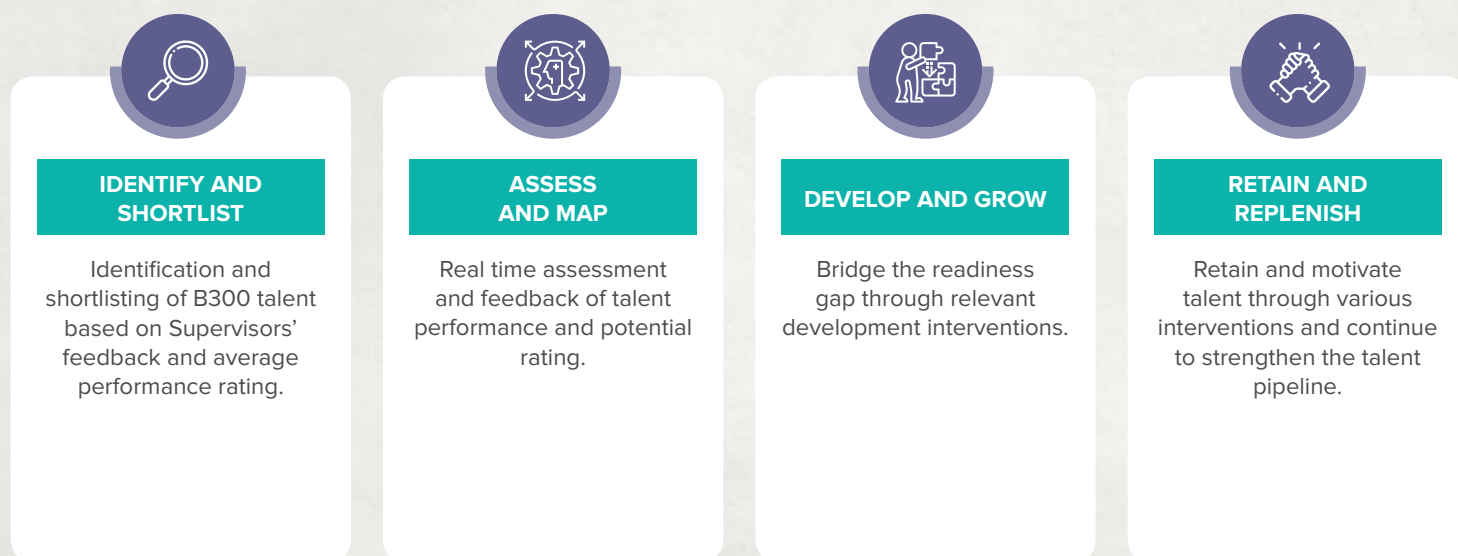 IDENTIFY AND
SHORTLIST
Identification and
shortlisting of B300 talent
based on Supervisors’
feedback and average
performance rating.
ASSESS
AND MAP
Real time assessment
and feedback of talent
performance and potential
rating.
DEVELOP AND GROW
Bridge the readiness
gap through relevant
development interventions.
RETAIN AND
REPLENISH
Retain and motivate
talent through various
interventions and continue
to strengthen the talent
pipeline.